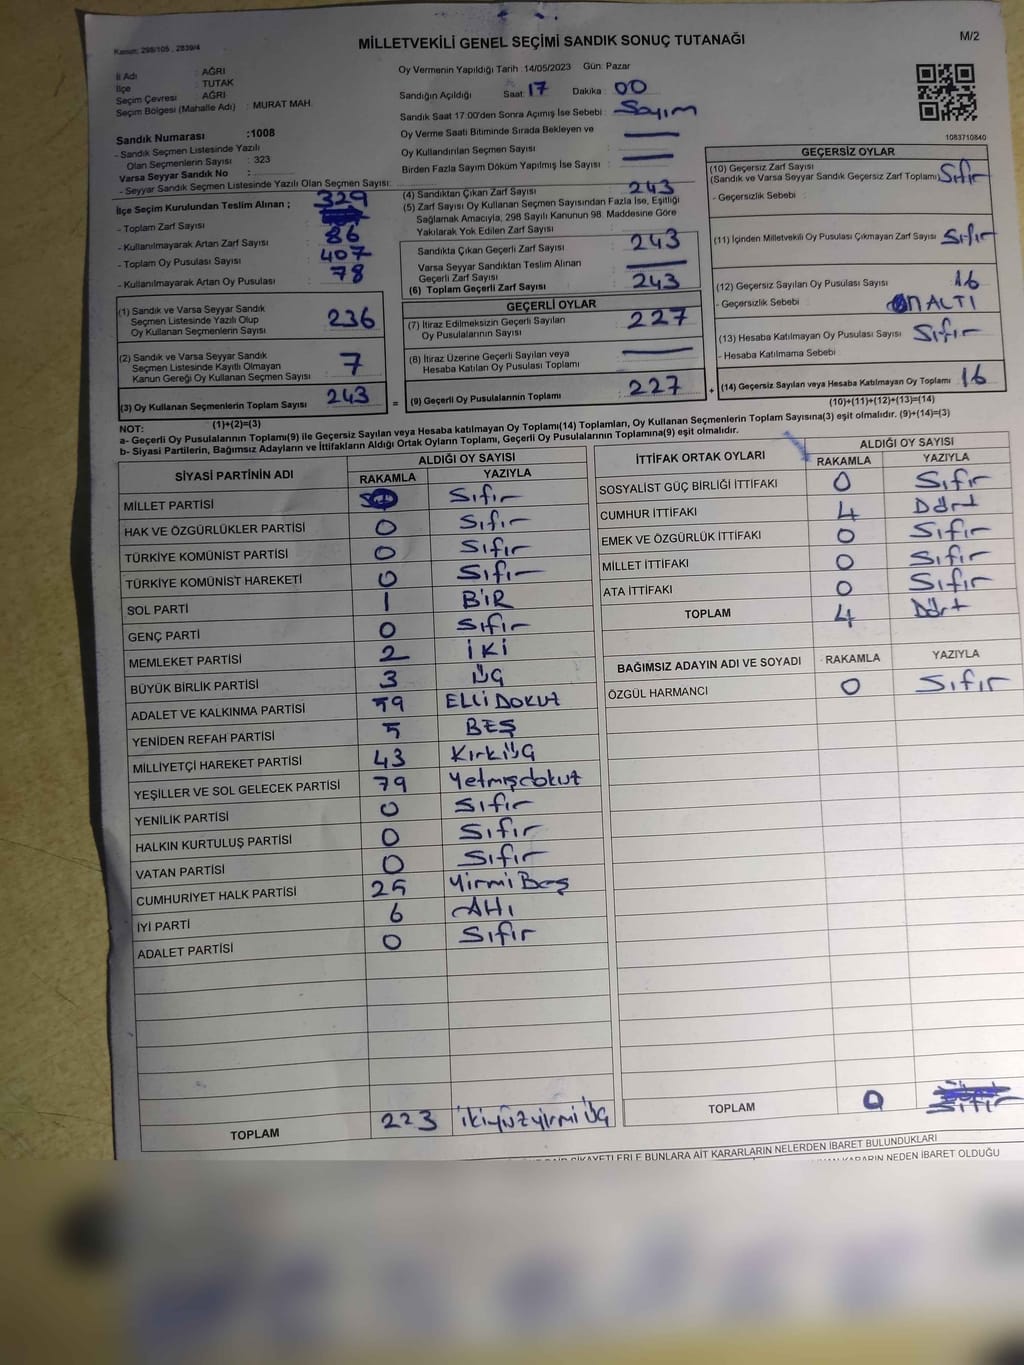 Kanun: 298/105 , 2839/4
MİLLETVEKİLİ GENEL SEÇİMİ SANDIK SONUÇ TUTANAĞI
M/2
İl Adı : AĞRI
İlçe : TUTAK
Seçim Çevresi : AĞRI
Seçim Bölgesi (Mahalle Adı) : MURAT MAH.
Sandık Numarası :1008
- Sandık Seçmen Listesinde Yazılı
Olan Seçmenlerin Sayısı : 323
Varsa Seyyar Sandık No :
- Seyyar Sandık Seçmen Listesinde Yazılı Olan Seçmen Sayısı:
Oy Vermenin Yapıldığı Tarih :14/05/2023 Gün: Pazar
Sandığın Açıldığı Saat: 17 Dakika : 00
Sandık Saat 17:00'den Sonra Açımış İse Sebebi : Sayım
Oy Verme Saati Bitiminde Sırada Bekleyen ve
Oy Kullandırılan Seçmen Sayısı :
Birden Fazla Sayım Döküm Yapılmış İse Sayısı :
1083710840
İlçe Seçim Kurulundan Teslim Alınan ;
- Toplam Zarf Sayısı : 329
- Kullanılmayarak Artan Zarf Sayısı : 86
- Toplam Oy Pusulası Sayısı : 407
- Kullanılmayarak Artan Oy Pusulası : 78
(1) Sandık ve Varsa Seyyar Sandık
Seçmen Listesinde Yazılı Olup
Oy Kullanan Seçmenlerin Sayısı : 236
(2) Sandık ve Varsa Seyyar Sandık
Seçmen Listesinde Kayıtlı Olmayan
Kanun Gereği Oy Kullanan Seçmen Sayısı : 7
(3) Oy Kullanan Seçmenlerin Toplam Sayısı : 243
(1)+(2)=(3)
(4) Sandıktan Çıkan Zarf Sayısı : 243
(5) Zarf Sayısı Oy Kullanan Seçmen Sayısından Fazla İse, Eşitliği
Sağlamak Amacıyla, 298 Sayılı Kanunun 98. Maddesine Göre
Yakılarak Yok Edilen Zarf Sayısı :
Sandıkta Çıkan Geçerli Zarf Sayısı : 243
Varsa Seyyar Sandıktan Teslim Alınan
Geçerli Zarf Sayısı :
(6) Toplam Geçerli Zarf Sayısı : 243
GEÇERLİ OYLAR
(7) İtiraz Edilmeksizin Geçerli Sayılan
Oy Pusulalarının Sayısı : 227
(8) İtiraz Üzerine Geçerli Sayılan veya
Hesaba Katılan Oy Pusulası Toplamı :
= (9) Geçerli Oy Pusulalarının Toplamı : 227 +
GEÇERSİZ OYLAR
(10) Geçersiz Zarf Sayısı
(Sandık ve Varsa Seyyar Sandık Geçersiz Zarf Toplamı) Sıfır
- Geçersizlik Sebebi :
(11) İçinden Milletvekili Oy Pusulası Çıkmayan Zarf Sayısı : Sıfır
(12) Geçersiz Sayılan Oy Pusulası Sayısı : 16
- Geçersizlik Sebebi : ONALTI
(13) Hesaba Katılmayan Oy Pusulası Sayısı : Sıfır
- Hesaba Katılmama Sebebi :
(14) Geçersiz Sayılan veya Hesaba Katılmayan Oy Toplamı : 16
(10)+(11)+(12)+(13)=(14)
NOT:
a- Geçerli Oy Pusulalarının Toplamı(9) ile Geçersiz Sayılan veya Hesaba katılmayan Oy Toplamı(14) Toplamları, Oy Kullanan Seçmenlerin Toplam Sayısına(3) eşit olmalıdır. (9)+(14)=(3)
b- Siyasi Partilerin, Bağımsız Adayların ve İttifakların Aldığı Ortak Oyların Toplamı, Geçerli Oy Pusulalarının Toplamına(9) eşit olmalıdır.
SİYASİ PARTİNİN ADI
ALDIĞI OY SAYISI
RAKAMLA YAZIYLA
MİLLET PARTİSİ Sıfır
HAK VE ÖZGÜRLÜKLER PARTİSİ 0 Sıfır
TÜRKİYE KOMÜNİST PARTİSİ 0 Sıfır
TÜRKİYE KOMÜNİST HAREKETİ 0 Sıfır
SOL PARTİ 1 BİR
GENÇ PARTİ 0 Sıfır
MEMLEKET PARTİSİ 2 İKİ
BÜYÜK BİRLİK PARTİSİ 3 ÜÇ
ADALET VE KALKINMA PARTİSİ 59 ELLİ DOKUZ
YENİDEN REFAH PARTİSİ 5 BEŞ
MİLLİYETÇİ HAREKET PARTİSİ 43 KırkÜÇ
YEŞİLLER VE SOL GELECEK PARTİSİ 79 Yetmişdokuz
YENİLİK PARTİSİ 0 Sıfır
HALKIN KURTULUŞ PARTİSİ 0 Sıfır
VATAN PARTİSİ 0 Sıfır
CUMHURİYET HALK PARTİSİ 25 Yirmi Beş
İYİ PARTİ 6 Altı
ADALET PARTİSİ 0 Sıfır
TOPLAM 223 ikiyüzyirmi ÜÇ
İTTİFAK ORTAK OYLARI
ALDIĞI OY SAYISI
RAKAMLA YAZIYLA
SOSYALİST GÜÇ BİRLİĞİ İTTİFAKI 0 Sıfır
CUMHUR İTTİFAKI 4 Dört
EMEK VE ÖZGÜRLÜK İTTİFAKI 0 Sıfır
MİLLET İTTİFAKI 0 Sıfır
ATA İTTİFAKI 0 Sıfır
TOPLAM 4 Dört
BAĞIMSIZ ADAYIN ADI VE SOYADI RAKAMLA YAZIYLA
ÖZGÜL HARMANCI 0 Sıfır
TOPLAM 0 Sıfır
BUNLARA AİT KARARLARIN NELERDEN İBARET BULUNDUKLARI
KARARIN NEDEN İBARET OLDUĞU